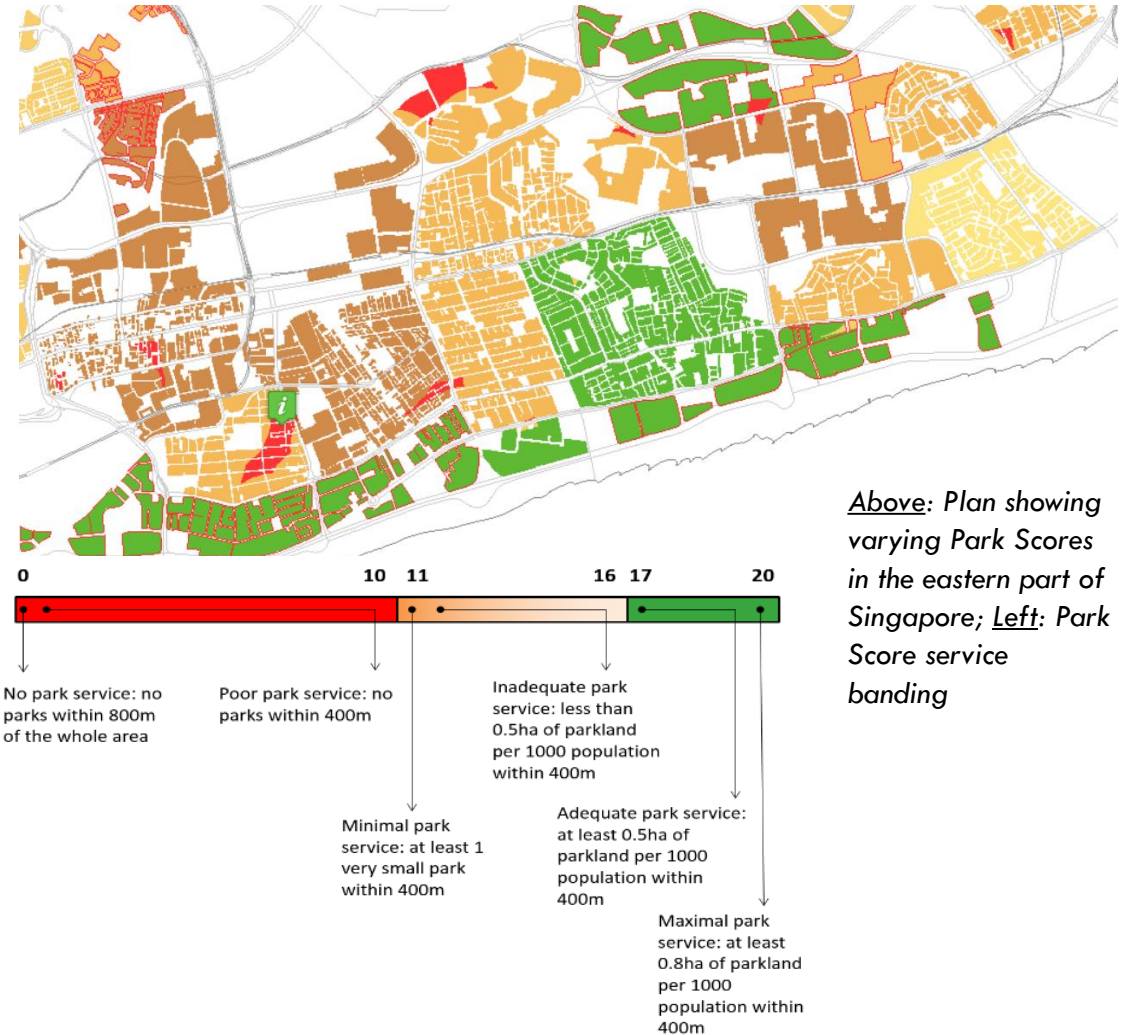 i
Above: Plan showing
varying Park Scores
in the eastern part of
Singapore; Left: Park
Score service
banding
0 10 11 16 17 20
No park service: no
parks within 800m
of the whole area
Poor park service: no
parks within 400m
Inadequate park
service: less than
0.5ha of parkland
per 1000 population
within 400m
Minimal park
service: at least 1
very small park
within 400m
Adequate park service:
at least 0.5ha of
parkland per 1000
population within
400m
Maximal park
service: at least
0.8ha of parkland
per 1000
population within
400m